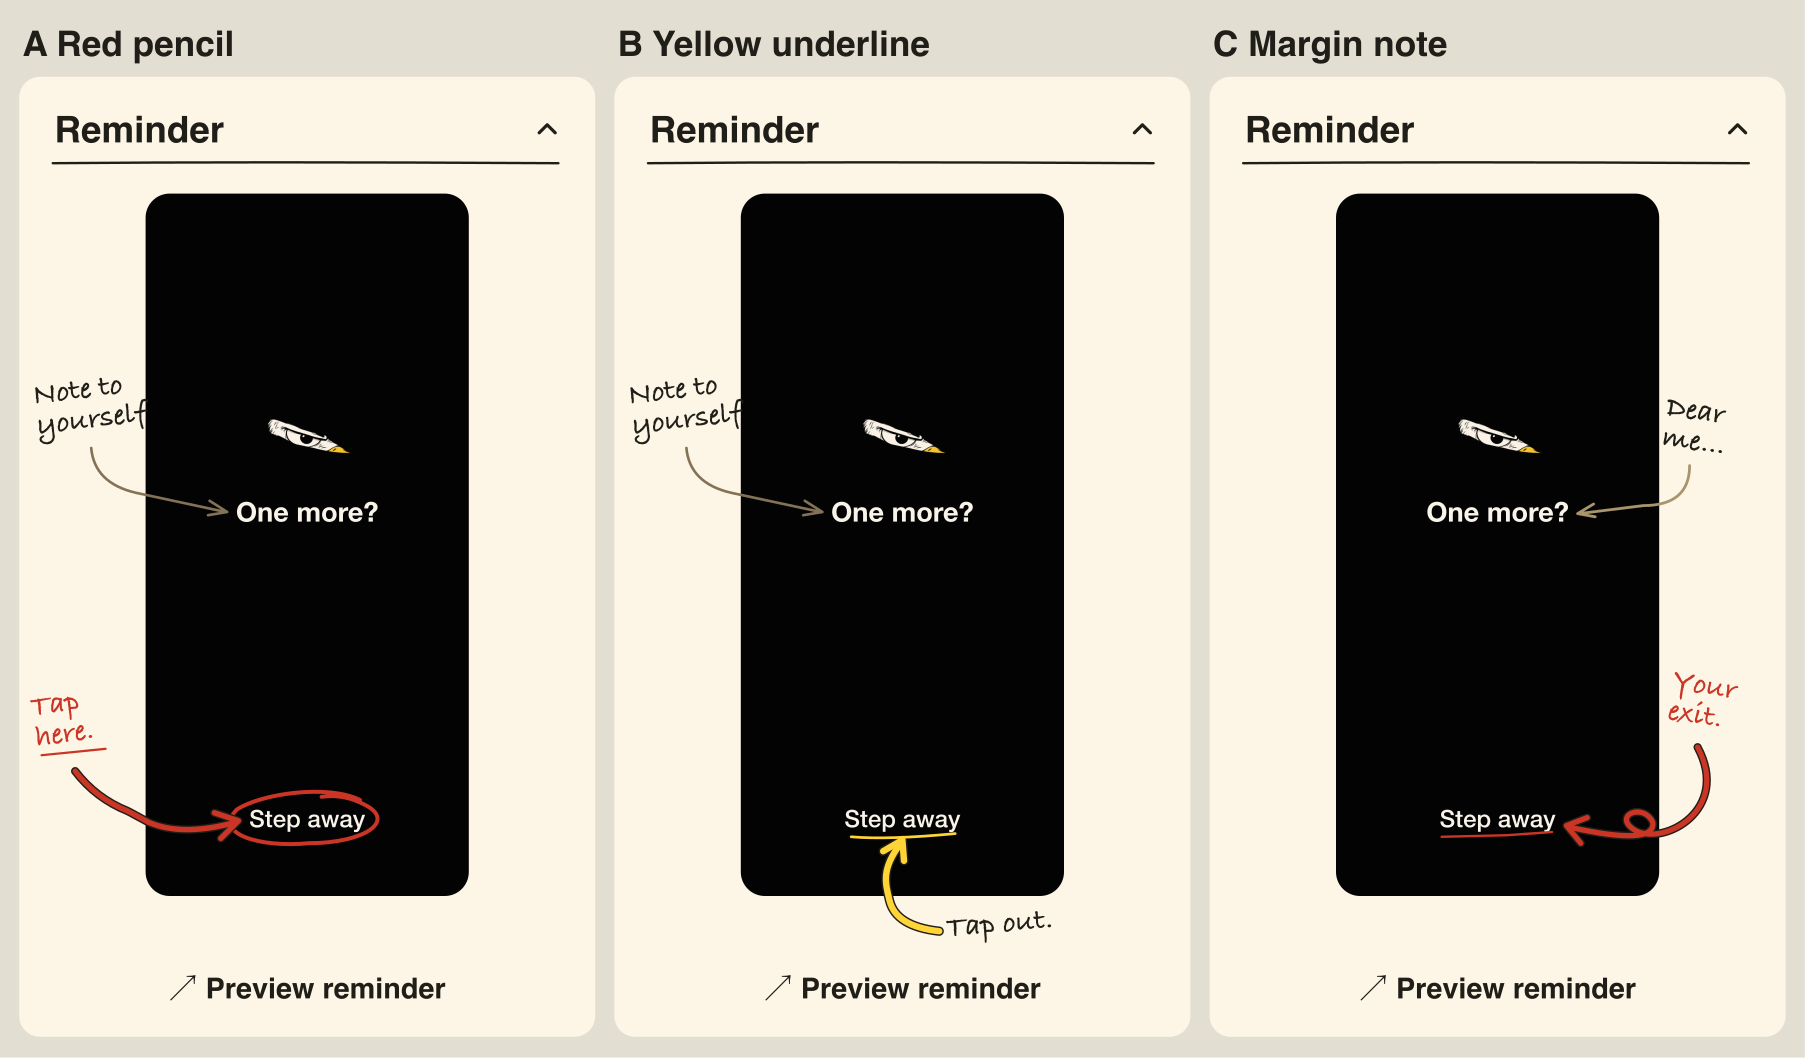 A Red pencil
Reminder
Note to
yourself
One more?
Tap
here.
Step away
Preview reminder
B Yellow underline
Reminder
Note to
yourself
One more?
Step away
Tap out.
Preview reminder
C Margin note
Reminder
Dear
me...
One more?
Your
exit.
Step away
Preview reminder